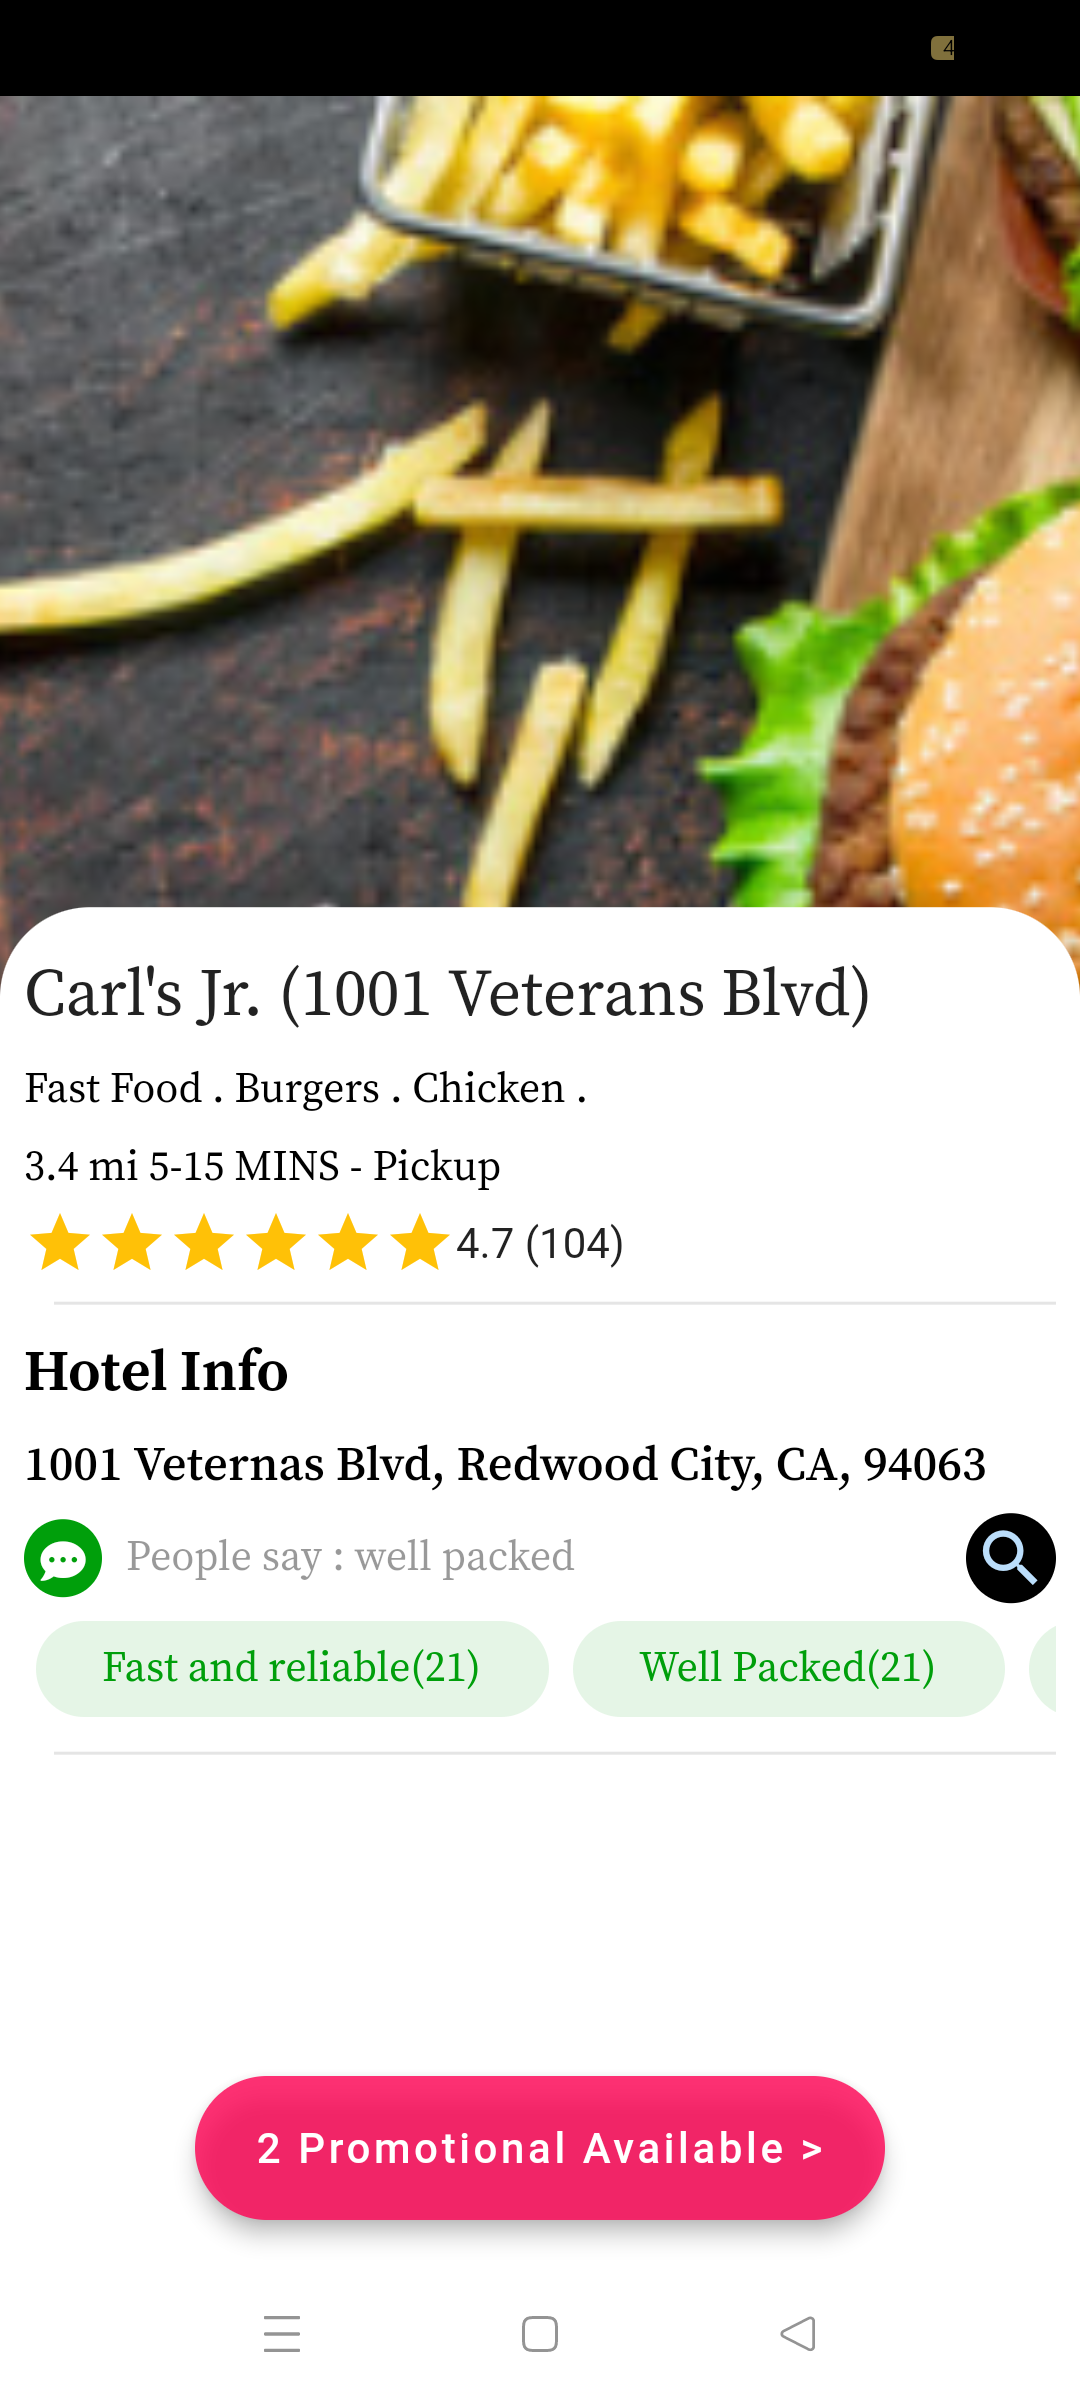 4
Carl's Jr. (1001 Veterans Blvd)
Fast Food . Burgers . Chicken .
3.4 mi 5-15 MINS - Pickup
4.7 (104)
Hotel Info
1001 Veternas Blvd, Redwood City, CA, 94063
People say : well packed
Fast and reliable(21) Well Packed(21)
2 Promotional Available >